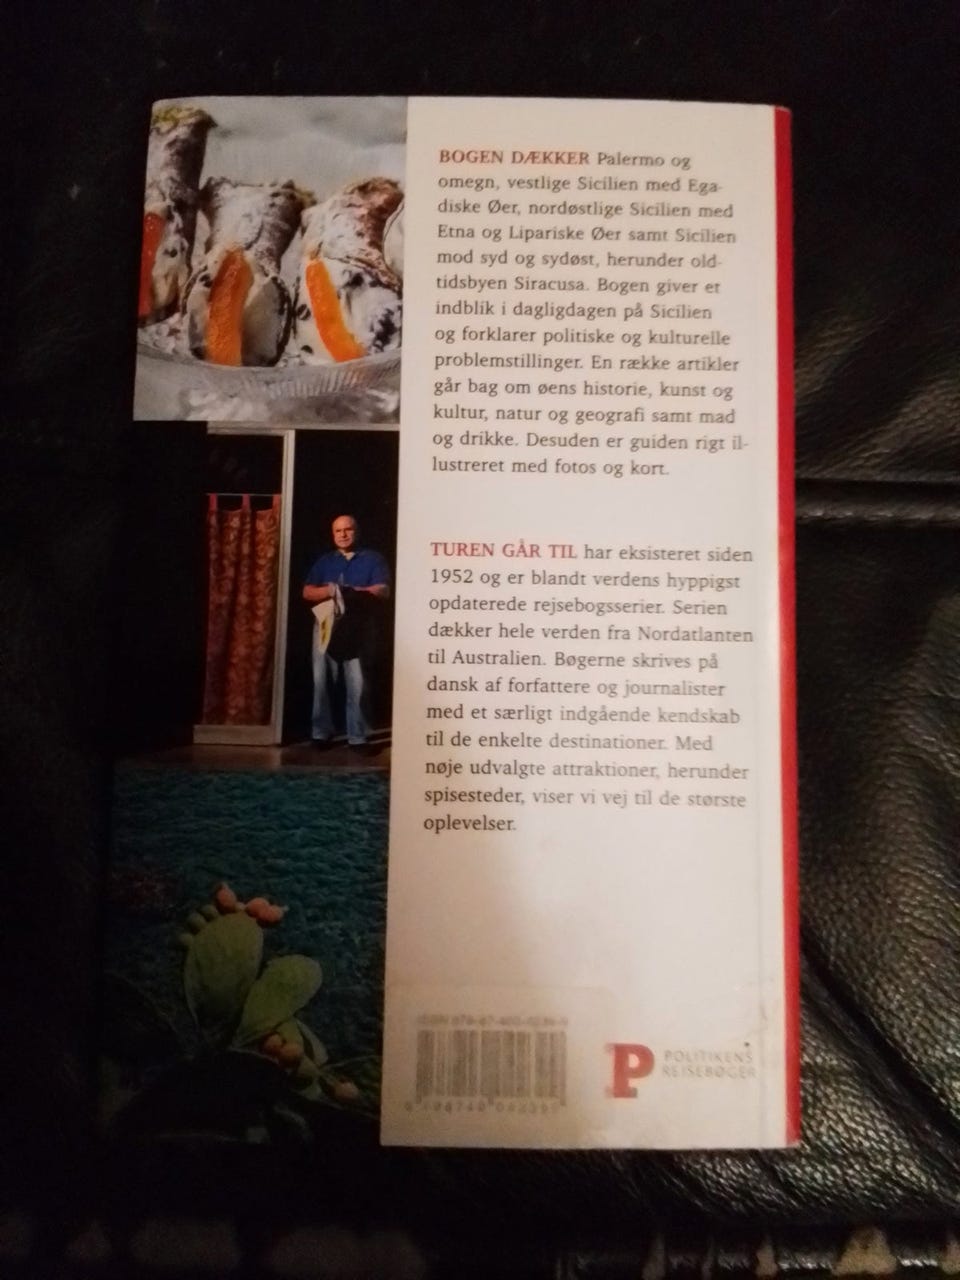 BOGEN DÆKKER Palermo og
omegn, vestlige Sicilien med Ega-
diske Øer, nordøstlige Sicilien med
Etna og Lipariske Øer samt Sicilien
mod syd og sydøst, herunder old-
tidsbyen Siracusa. Bogen giver et
indblik i dagligdagen på Sicilien
og forklarer politiske og kulturelle
problemstillinger. En række artikler
går bag om øens historie, kunst og
kultur, natur og geografi samt mad
og drikke. Desuden er guiden rigt il-
lustreret med fotos og kort.
TUREN GÅR TIL har eksisteret siden
1952 og er blandt verdens hyppigst
opdaterede rejsebogsserier. Serien
dækker hele verden fra Nordatlanten
til Australien. Bøgerne skrives på
dansk af forfattere og journalister
med et særligt indgående kendskab
til de enkelte destinationer. Med
nøje udvalgte attraktioner, herunder
spisesteder, viser vi vej til de største
oplevelser.
ISBN
P POLITIKENS
REJSEBØGER